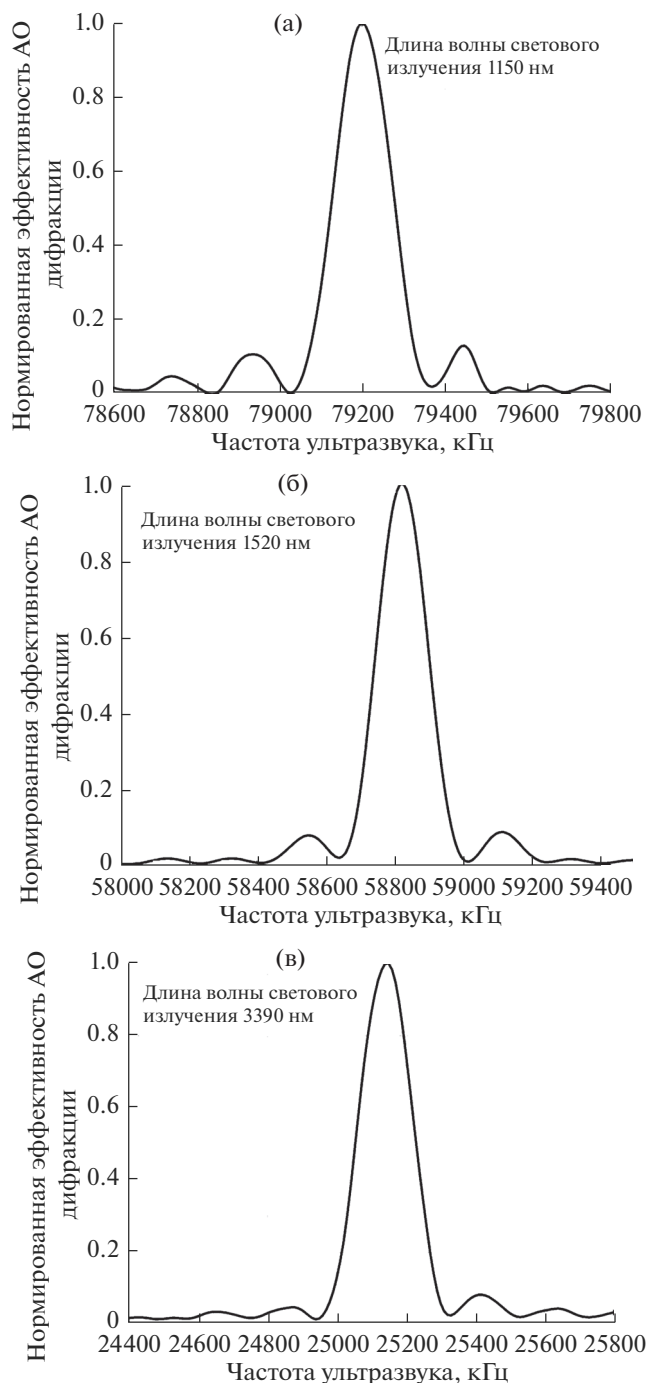 (а)
Длина волны светового
излучения 1150 нм
Нормированная эффективность АО
дифракции
1.0
0.8
0.6
0.4
0.2
0
78600 78800 79000 79200 79400 79600 79800
Частота ультразвука, кГц
(б)
Длина волны светового
излучения 1520 нм
Нормированная эффективность АО
дифракции
1.0
0.8
0.6
0.4
0.2
0
58000 58200 58400 58600 58800 59000 59200 59400
Частота ультразвука, кГц
(в)
Длина волны светового
излучения 3390 нм
Нормированная эффективность АО
дифракции
1.0
0.8
0.6
0.4
0.2
0
24400 24600 24800 25000 25200 25400 25600 25800
Частота ультразвука, кГц